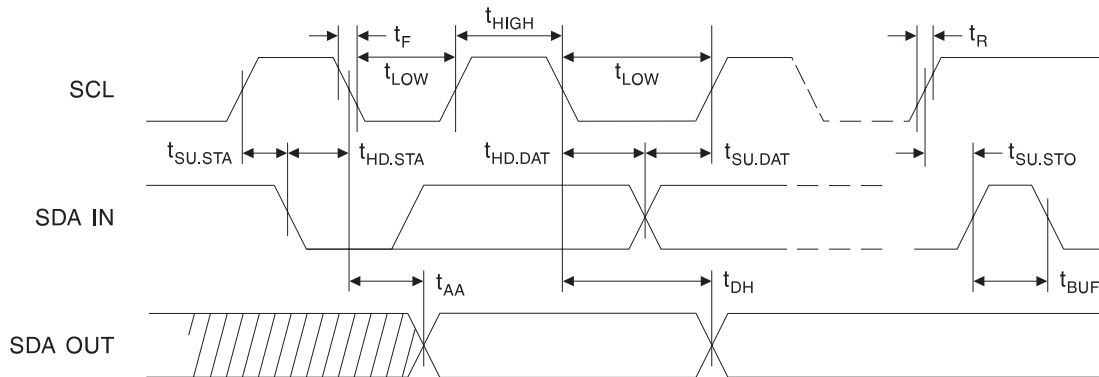 tHIGH
tF
tR
tLOW
tLOW
SCL
tSU.STA
tHD.STA
tHD.DAT
tSU.DAT
tSU.STO
SDA IN
tAA
tDH
tBUF
SDA OUT